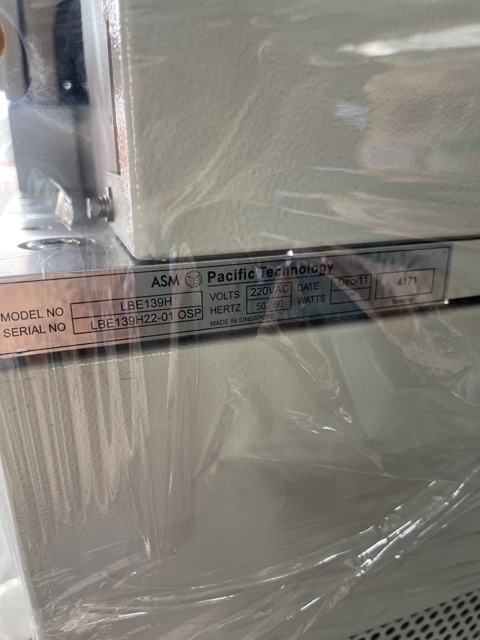 ASM Pacific Technology
MODEL NO LBE139H VOLTS 220VAC DATE Dec-11 4171
SERIAL NO LBE139H22-01 OSP HERTZ 50/60 WATTS
MADE IN SINGAPORE